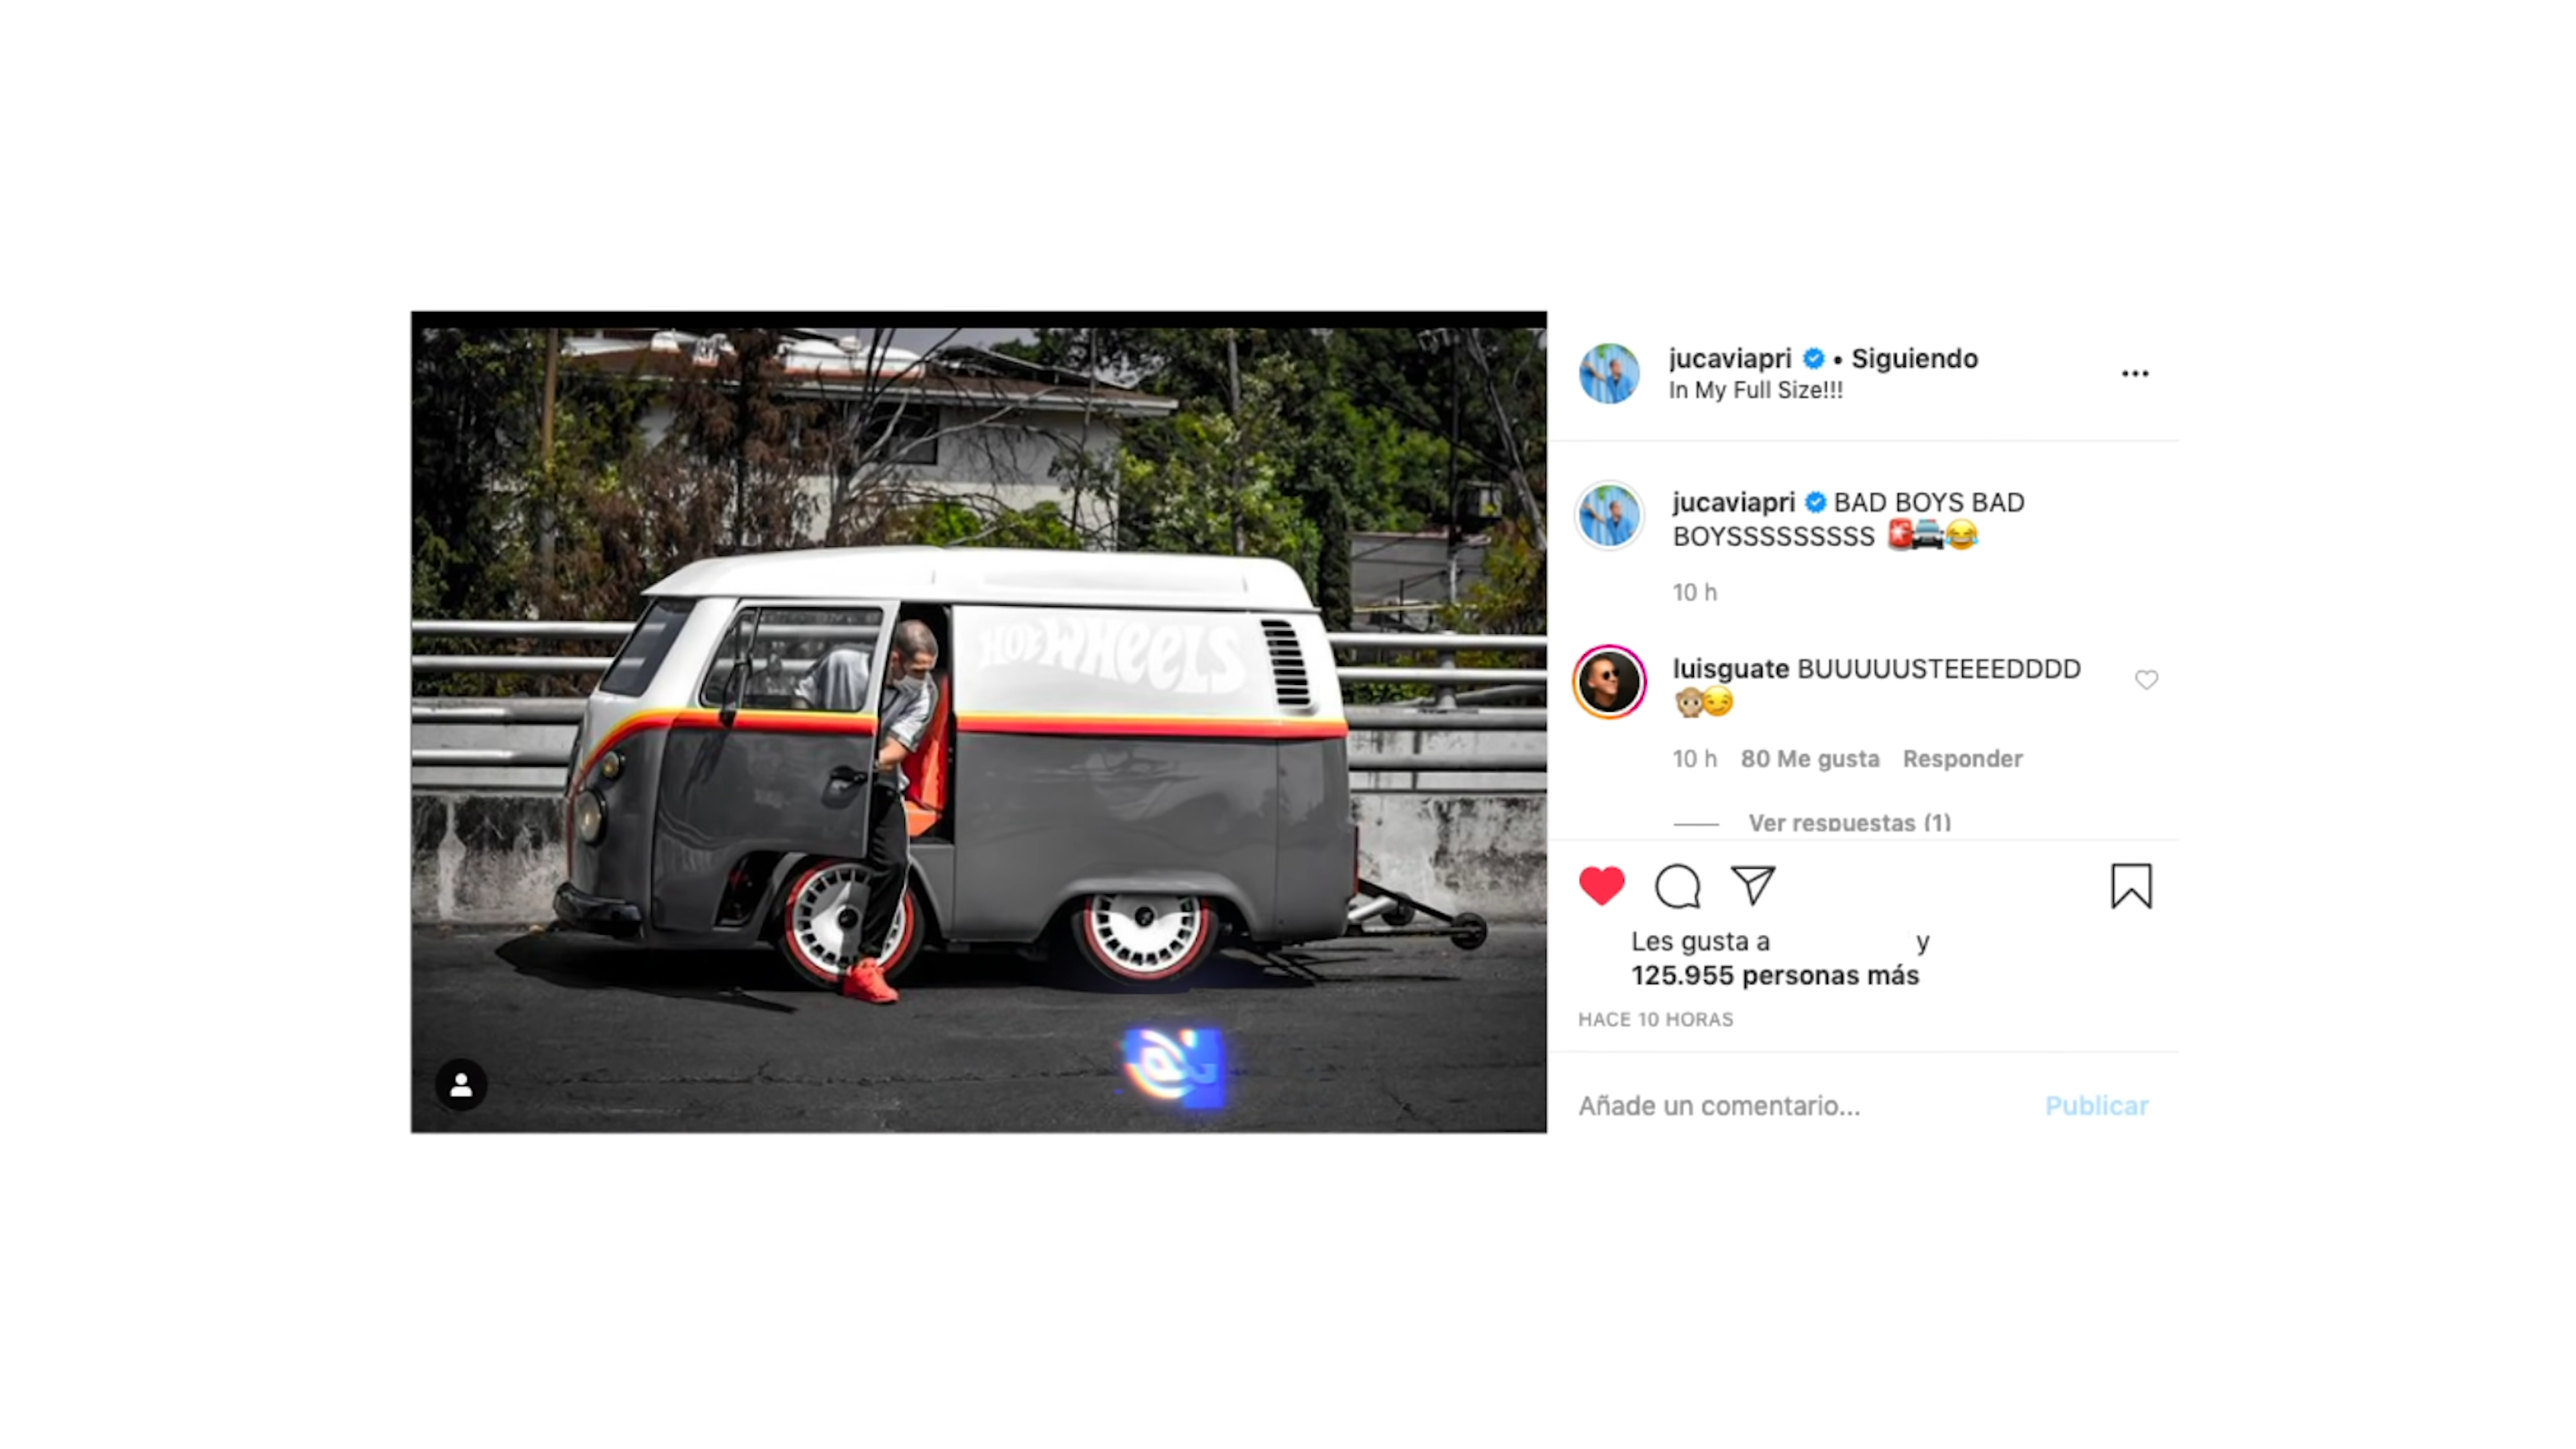 HOT WHEELS
jucaviapri • Siguiendo
In My Full Size!!!
jucaviapri BAD BOYS BAD
BOYSSSSSSSSS 🚨🚔😂
10 h
luisguate BUUUUUSTEEEEDDDD
🙊😏
10 h 80 Me gusta Responder
Ver respuestas (1)
Les gusta a y
125.955 personas más
HACE 10 HORAS
Añade un comentario... Publicar